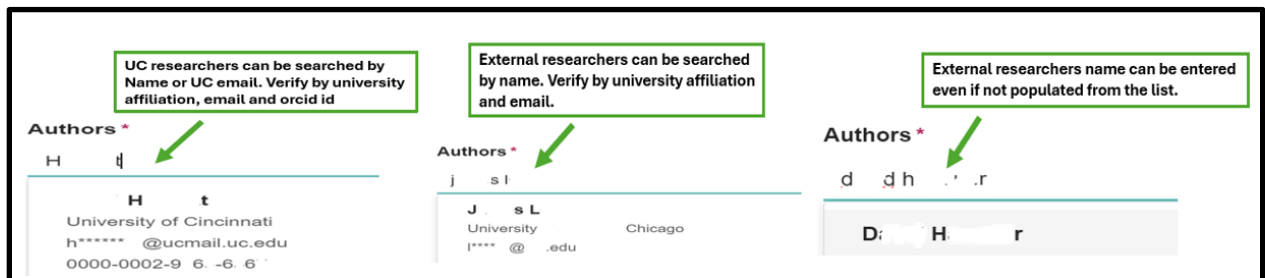 UC researchers can be searched by
Name or UC email. Verify by university
affiliation, email and orcid id
Authors *
H t
H t
University of Cincinnati
h****** @ucmail.uc.edu
External researchers can be searched
by name. Verify by university affiliation
and email.
Authors *
j s l
J s L
University Chicago
l**** @ .edu
External researchers name can be entered
even if not populated from the list.
Authors *
d d h r
D H r